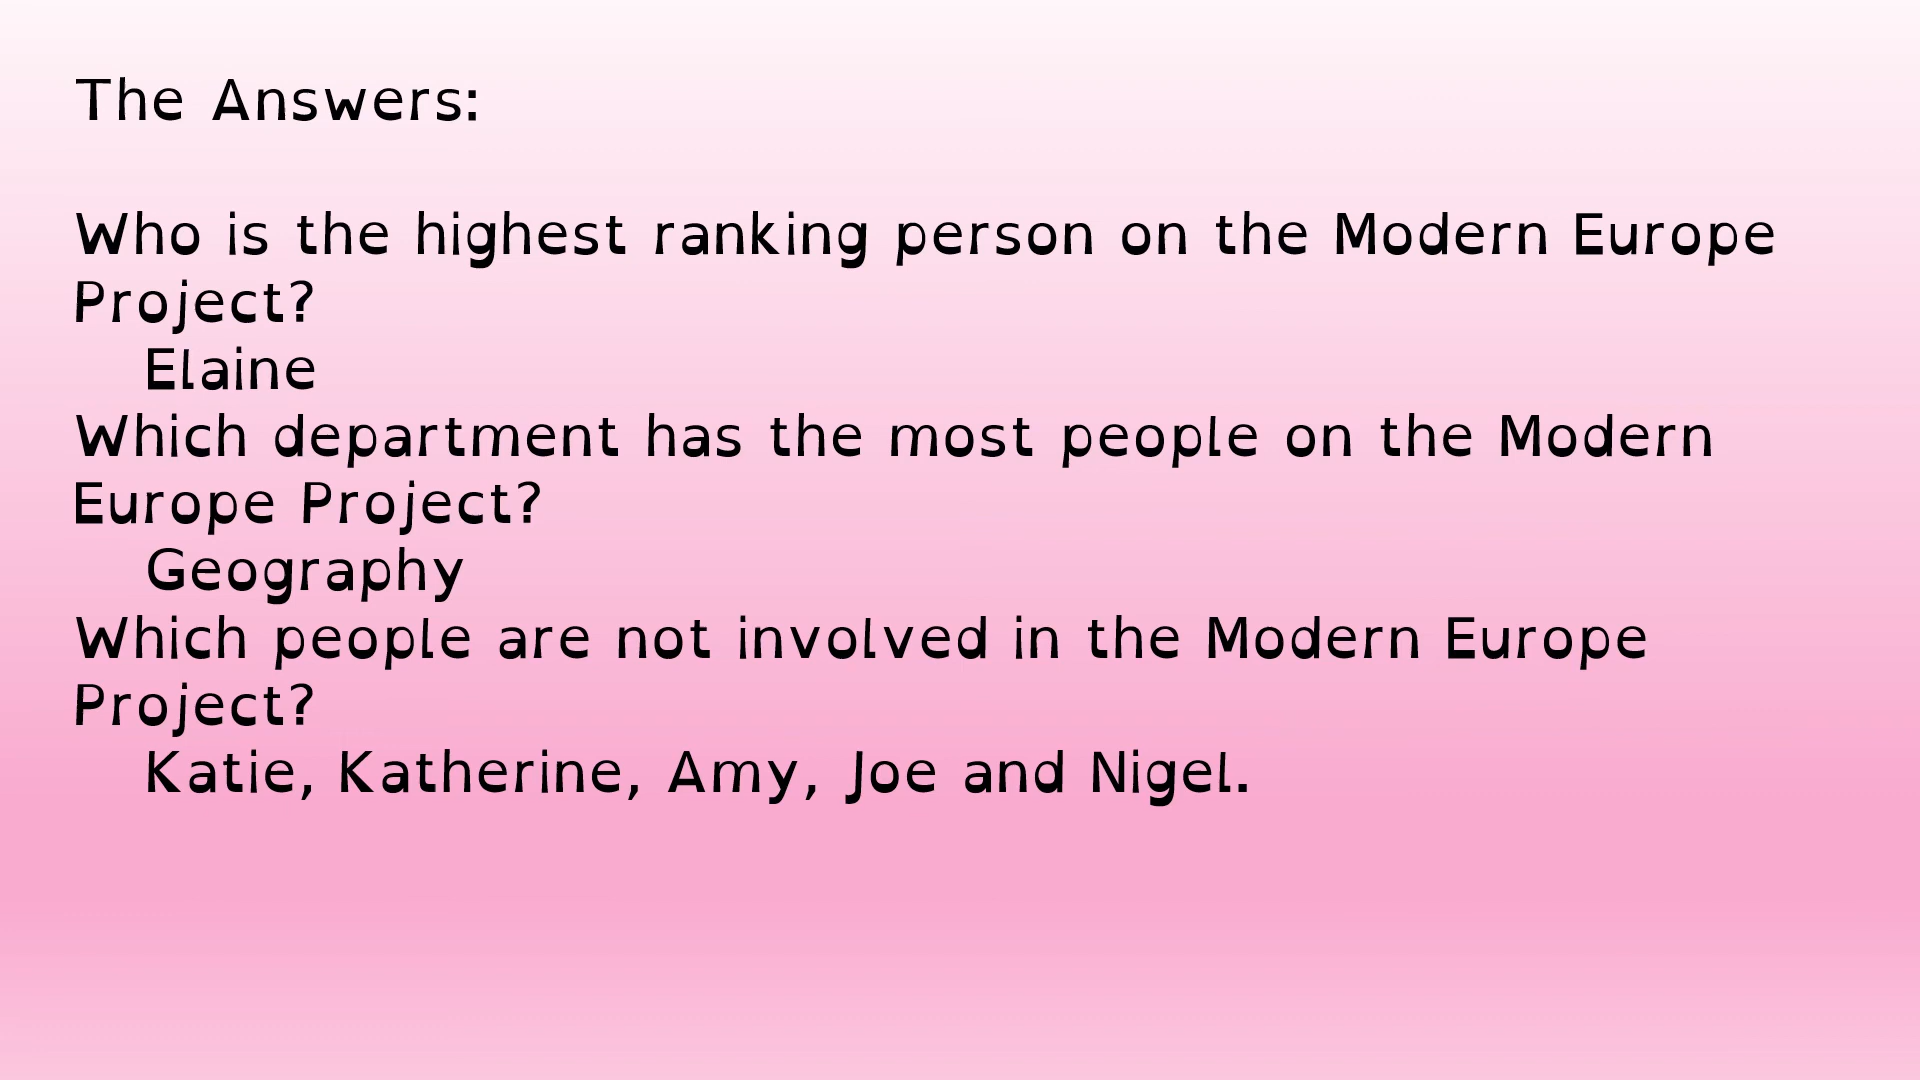 The Answers:
Who is the highest ranking person on the Modern Europe
Project?
Elaine
Which department has the most people on the Modern
Europe Project?
Geography
Which people are not involved in the Modern Europe
Project?
Katie, Katherine, Amy, Joe and Nigel.